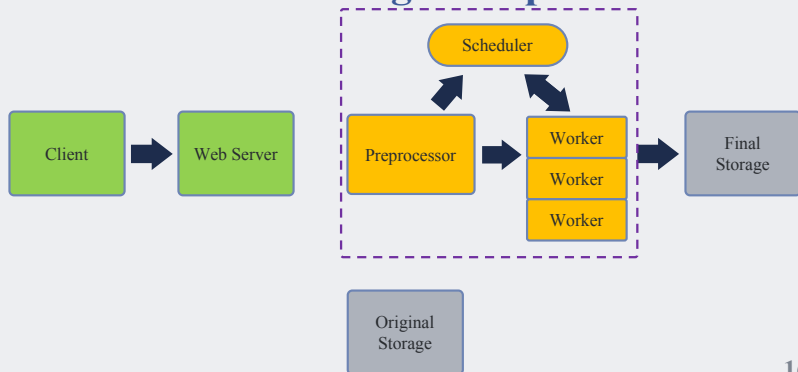 Scheduler
Client
Web Server
Preprocessor
Worker
Worker
Worker
Final
Storage
Original
Storage